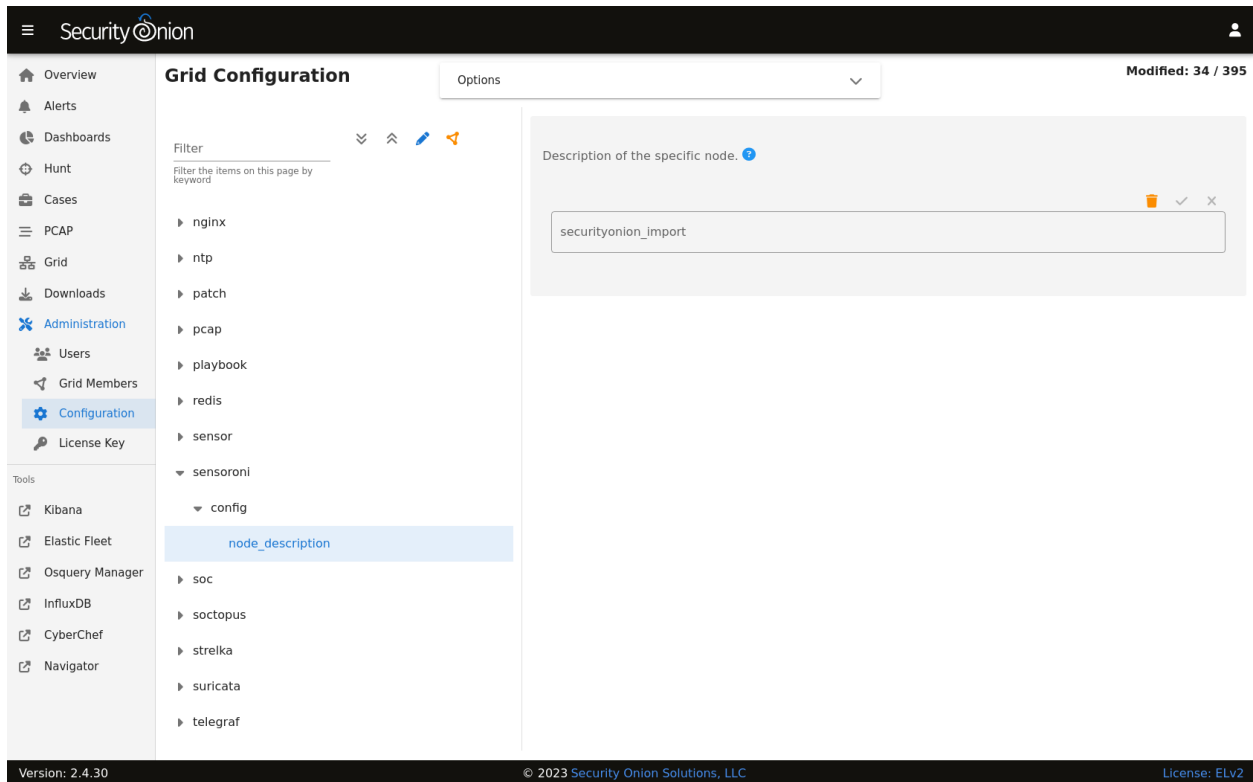 Security Onion
Overview
Alerts
Dashboards
Hunt
Cases
PCAP
Grid
Downloads
Administration
Users
Grid Members
Configuration
License Key
Tools
Kibana
Elastic Fleet
Osquery Manager
InfluxDB
CyberChef
Navigator
Grid Configuration
Options
Modified: 34 / 395
Filter
Filter the items on this page by
keyword
nginx
ntp
patch
pcap
playbook
redis
sensor
sensoroni
config
node_description
soc
soctopus
strelka
suricata
telegraf
Description of the specific node. ?
securityonion_import
Version: 2.4.30
© 2023 Security Onion Solutions, LLC
License: ELv2